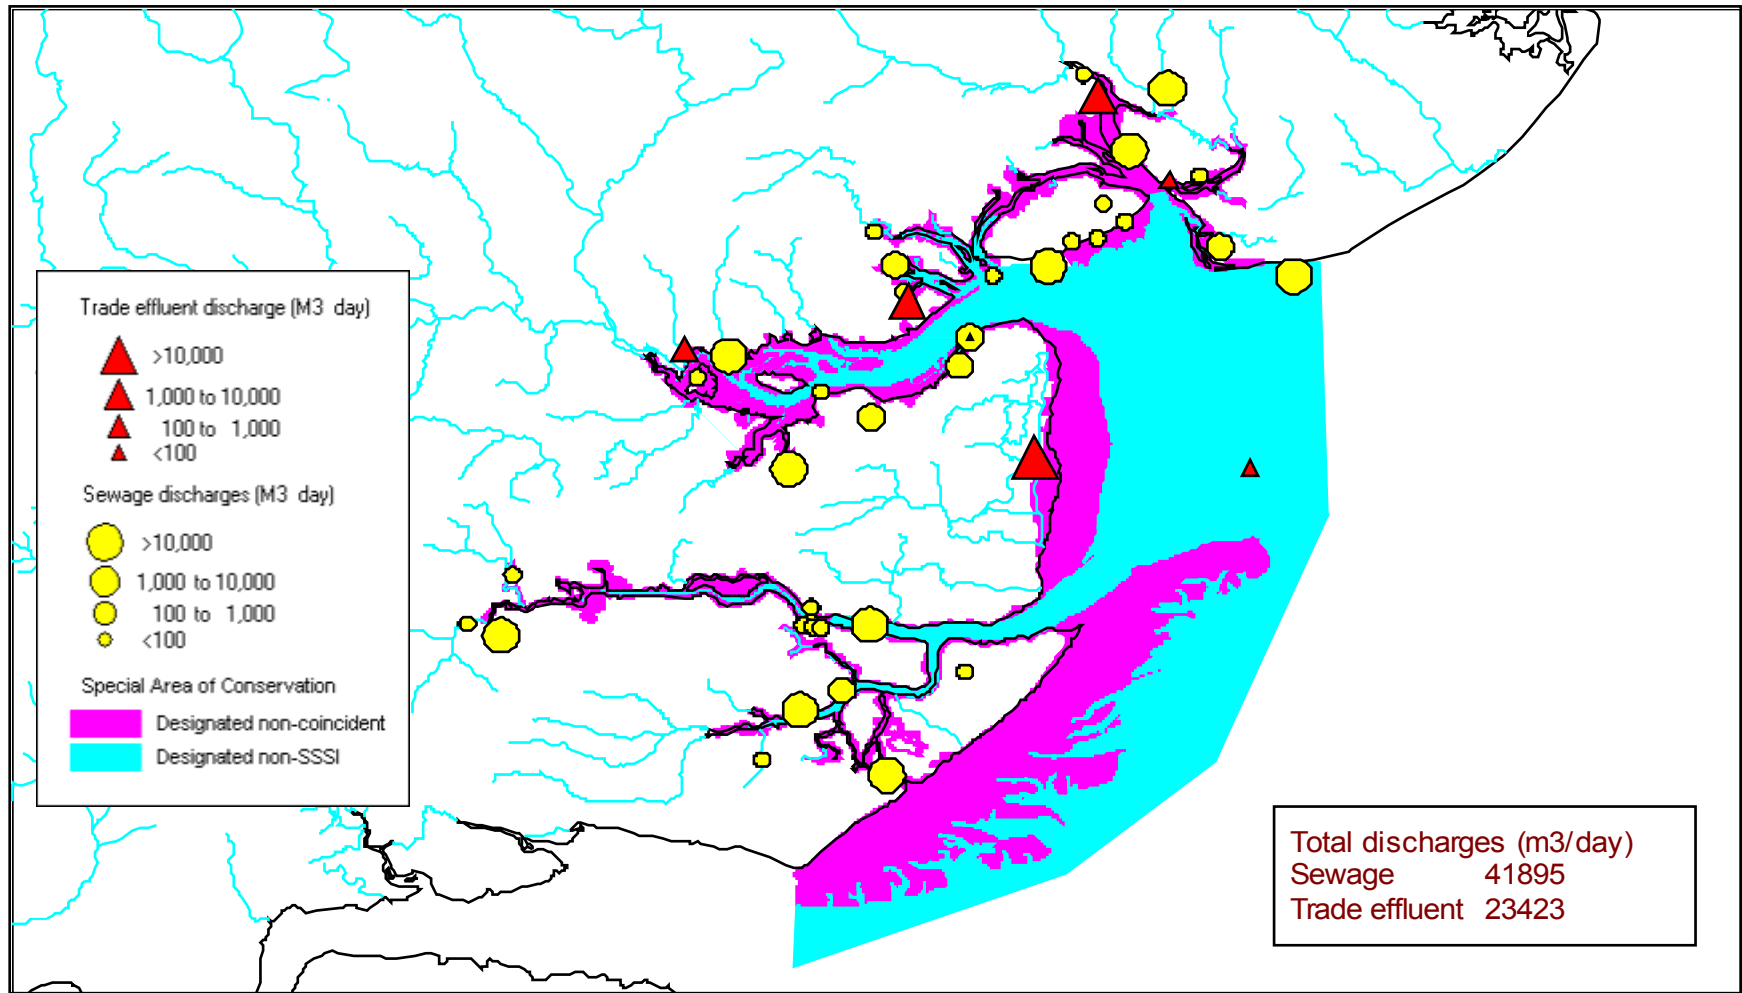 Trade effluent discharge (M3 day)
>10,000
1,000 to 10,000
100 to 1,000
<100
Sewage discharges (M3 day)
>10,000
1,000 to 10,000
100 to 1,000
<100
Special Area of Conservation
Designated non-coincident
Designated non-SSSI
Total discharges (m3/day)
Sewage 41895
Trade effluent 23423